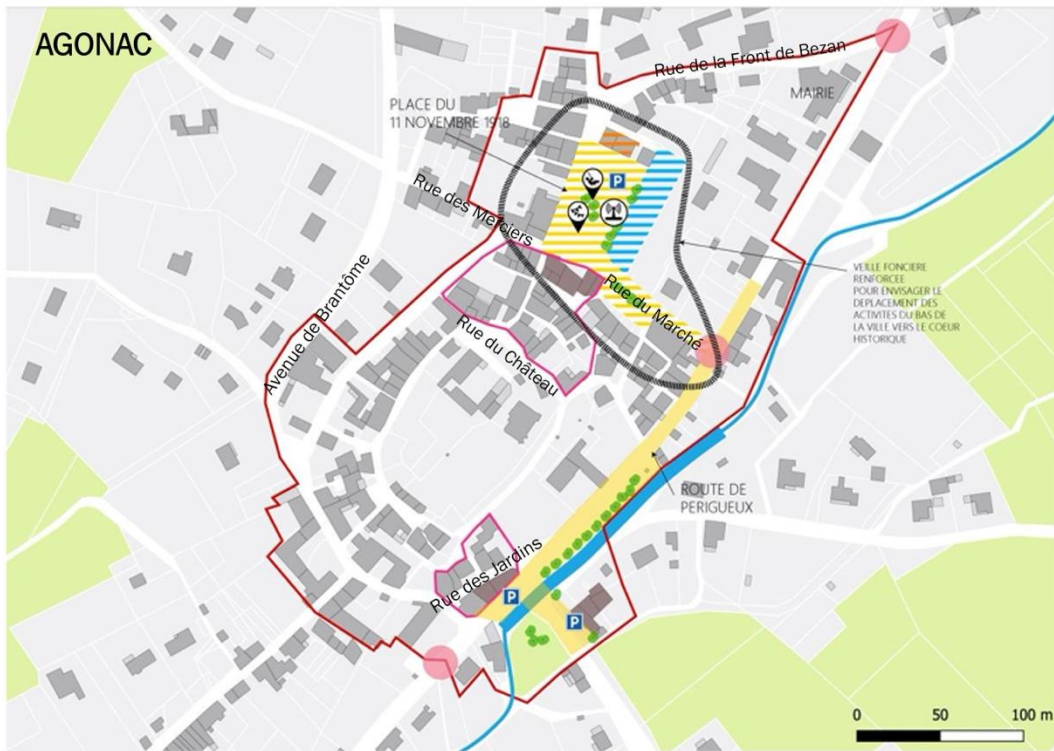 AGONAC
Rue de la Front de Bezan
MAIRIE
PLACE DU
11 NOVEMBRE 1918
P
Rue des Merciers
VEILLE FONCIERE
RENFORCEE
POUR ENVISAGER LE
DEPLACEMENT DES
ACTIVITES DU BAS DE
LA VILLE VERS LE COEUR
HISTORIQUE
Rue du Marché
Avenue de Brantôme
Rue du Château
ROUTE DE
PERIGUEUX
Rue des Jardins
P
P
0 50 100 m